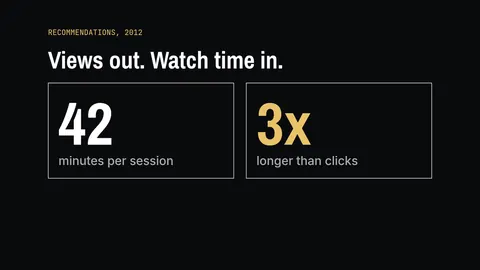 RECOMMENDATIONS, 2012
Views out. Watch time in.
42
minutes per session
3x
longer than clicks